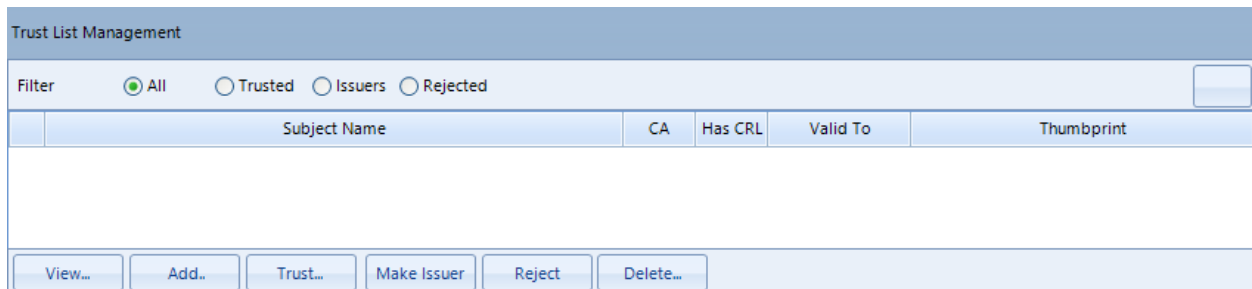 Trust List Management
Filter All Trusted Issuers Rejected
Subject Name CA Has CRL Valid To Thumbprint
View... Add.. Trust... Make Issuer Reject Delete...